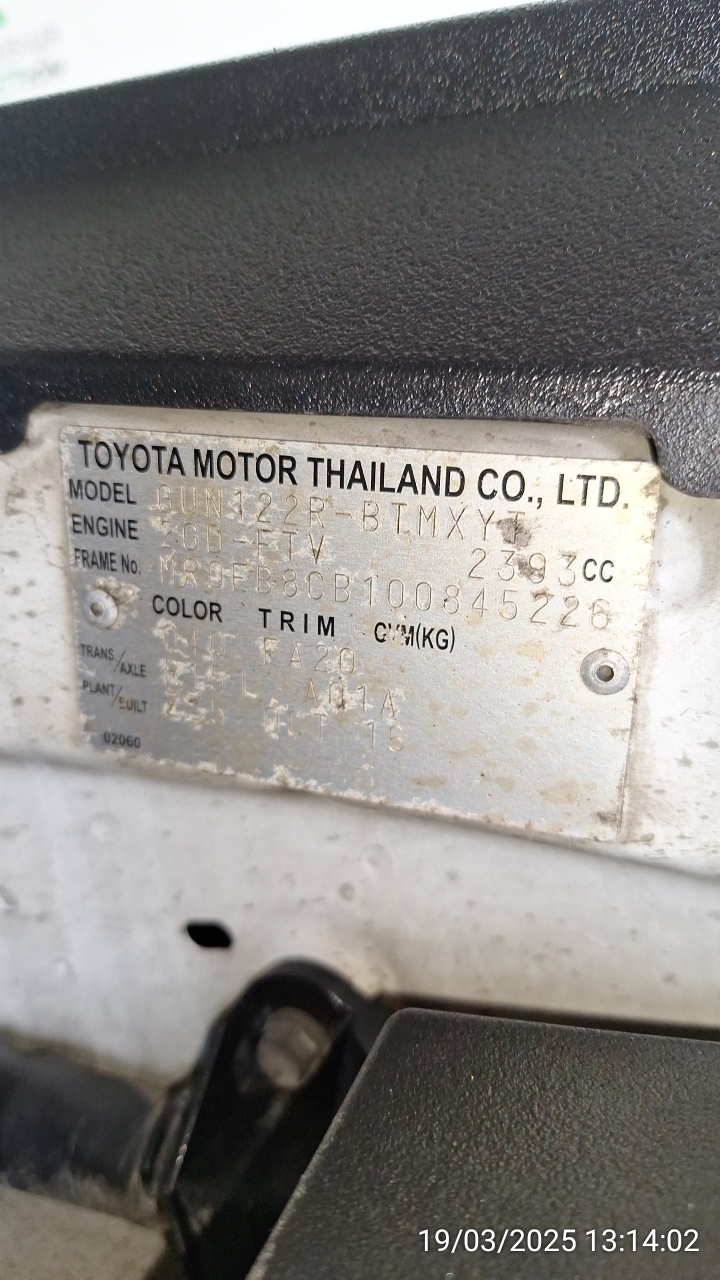 TOYOTA MOTOR THAILAND CO., LTD.
MODEL GUN122R-BTMXYT
ENGINE 2GD-FTV 2393CC
FRAME No. MR0EB8CB100845226
COLOR TRIM GVM(KG)
FA20
TRANS/AXLE A01A
PLANT/BUILT OCT 16
02060
19/03/2025 13:14:02